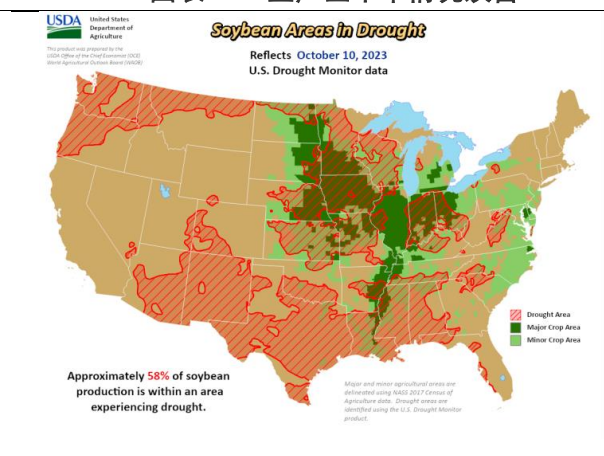 USDA
United States
Department of
Agriculture
This product was prepared by the
USDA Office of the Chief Economist (OCE)
World Agricultural Outlook Board (WAOB)
Soybean Areas in Drought
Reflects October 10, 2023
U.S. Drought Monitor data
Drought Area
Major Crop Area
Minor Crop Area
Approximately 58% of soybean
production is within an area
experiencing drought.
Major and minor agricultural areas are
delineated using NASS 2017 Census of
Agriculture data. Drought areas are
identified using the U.S. Drought Monitor
product.